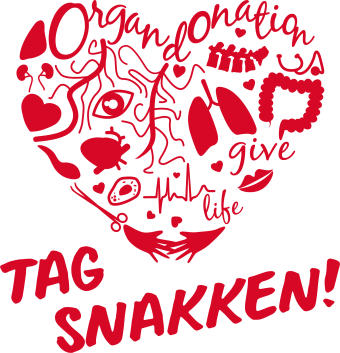 Organdonation
give
life
TAG
SNAKKEN!